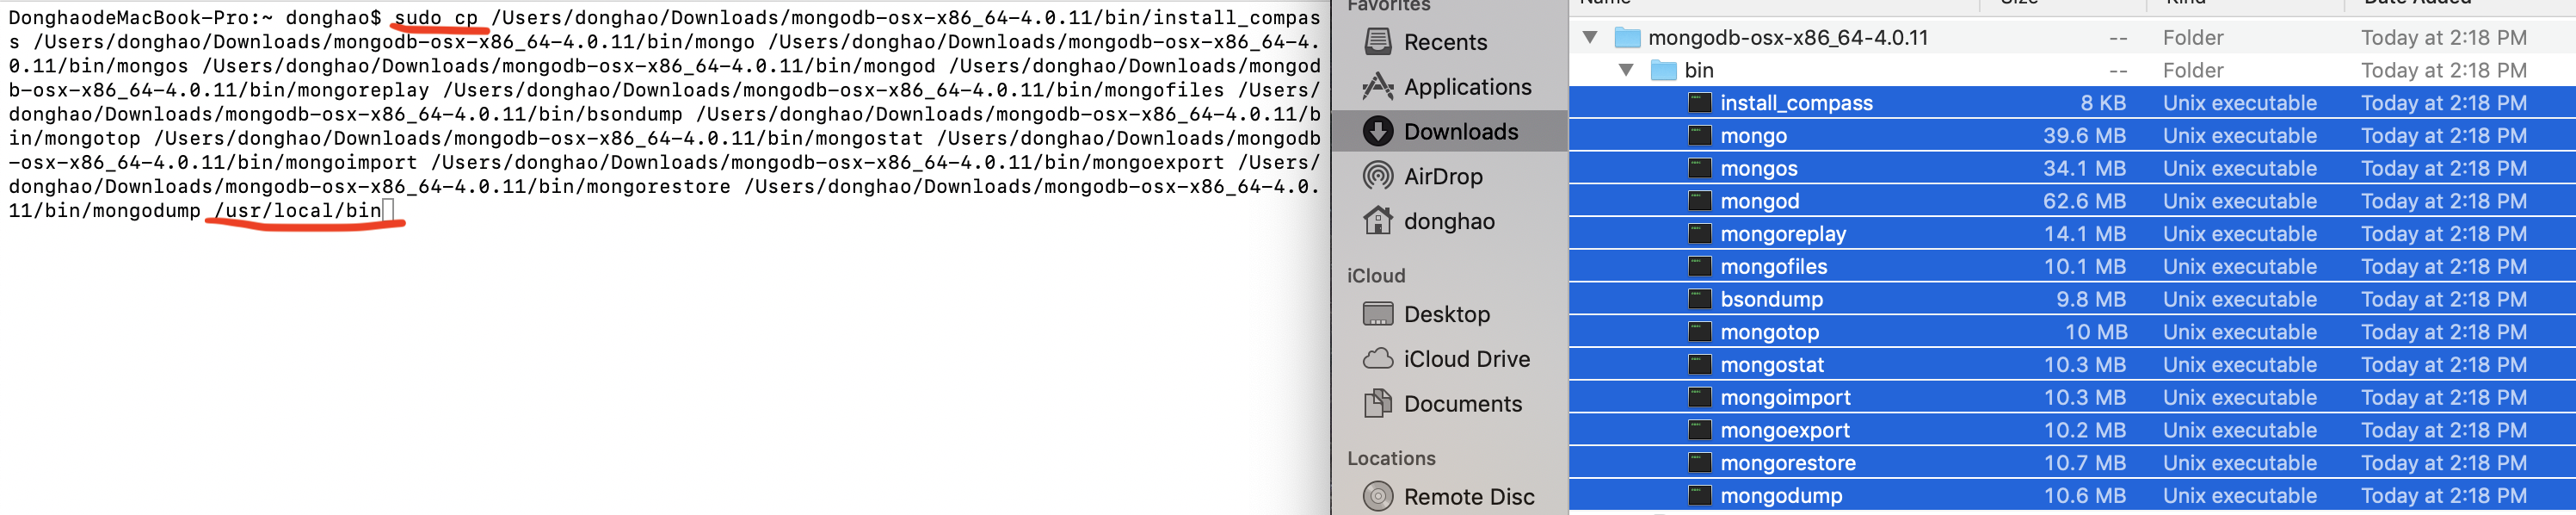 DonghaodeMacBook-Pro:~ donghao$ sudo cp /Users/donghao/Downloads/mongodb-osx-x86_64-4.0.11/bin/install_compas
s /Users/donghao/Downloads/mongodb-osx-x86_64-4.0.11/bin/mongo /Users/donghao/Downloads/mongodb-osx-x86_64-4.
0.11/bin/mongos /Users/donghao/Downloads/mongodb-osx-x86_64-4.0.11/bin/mongod /Users/donghao/Downloads/mongod
b-osx-x86_64-4.0.11/bin/mongoreplay /Users/donghao/Downloads/mongodb-osx-x86_64-4.0.11/bin/mongofiles /Users/
donghao/Downloads/mongodb-osx-x86_64-4.0.11/bin/bsondump /Users/donghao/Downloads/mongodb-osx-x86_64-4.0.11/b
in/mongotop /Users/donghao/Downloads/mongodb-osx-x86_64-4.0.11/bin/mongostat /Users/donghao/Downloads/mongodb
-osx-x86_64-4.0.11/bin/mongoimport /Users/donghao/Downloads/mongodb-osx-x86_64-4.0.11/bin/mongoexport /Users/
donghao/Downloads/mongodb-osx-x86_64-4.0.11/bin/mongorestore /Users/donghao/Downloads/mongodb-osx-x86_64-4.0.
11/bin/mongodump /usr/local/bin
Favorites
Recents
Applications
Downloads
AirDrop
donghao
iCloud
Desktop
iCloud Drive
Documents
Locations
Remote Disc
Name Size Kind Date Added
mongodb-osx-x86_64-4.0.11 -- Folder Today at 2:18 PM
bin -- Folder Today at 2:18 PM
install_compass 8 KB Unix executable Today at 2:18 PM
mongo 39.6 MB Unix executable Today at 2:18 PM
mongos 34.1 MB Unix executable Today at 2:18 PM
mongod 62.6 MB Unix executable Today at 2:18 PM
mongoreplay 14.1 MB Unix executable Today at 2:18 PM
mongofiles 10.1 MB Unix executable Today at 2:18 PM
bsondump 9.8 MB Unix executable Today at 2:18 PM
mongotop 10 MB Unix executable Today at 2:18 PM
mongostat 10.3 MB Unix executable Today at 2:18 PM
mongoimport 10.3 MB Unix executable Today at 2:18 PM
mongoexport 10.2 MB Unix executable Today at 2:18 PM
mongorestore 10.7 MB Unix executable Today at 2:18 PM
mongodump 10.6 MB Unix executable Today at 2:18 PM